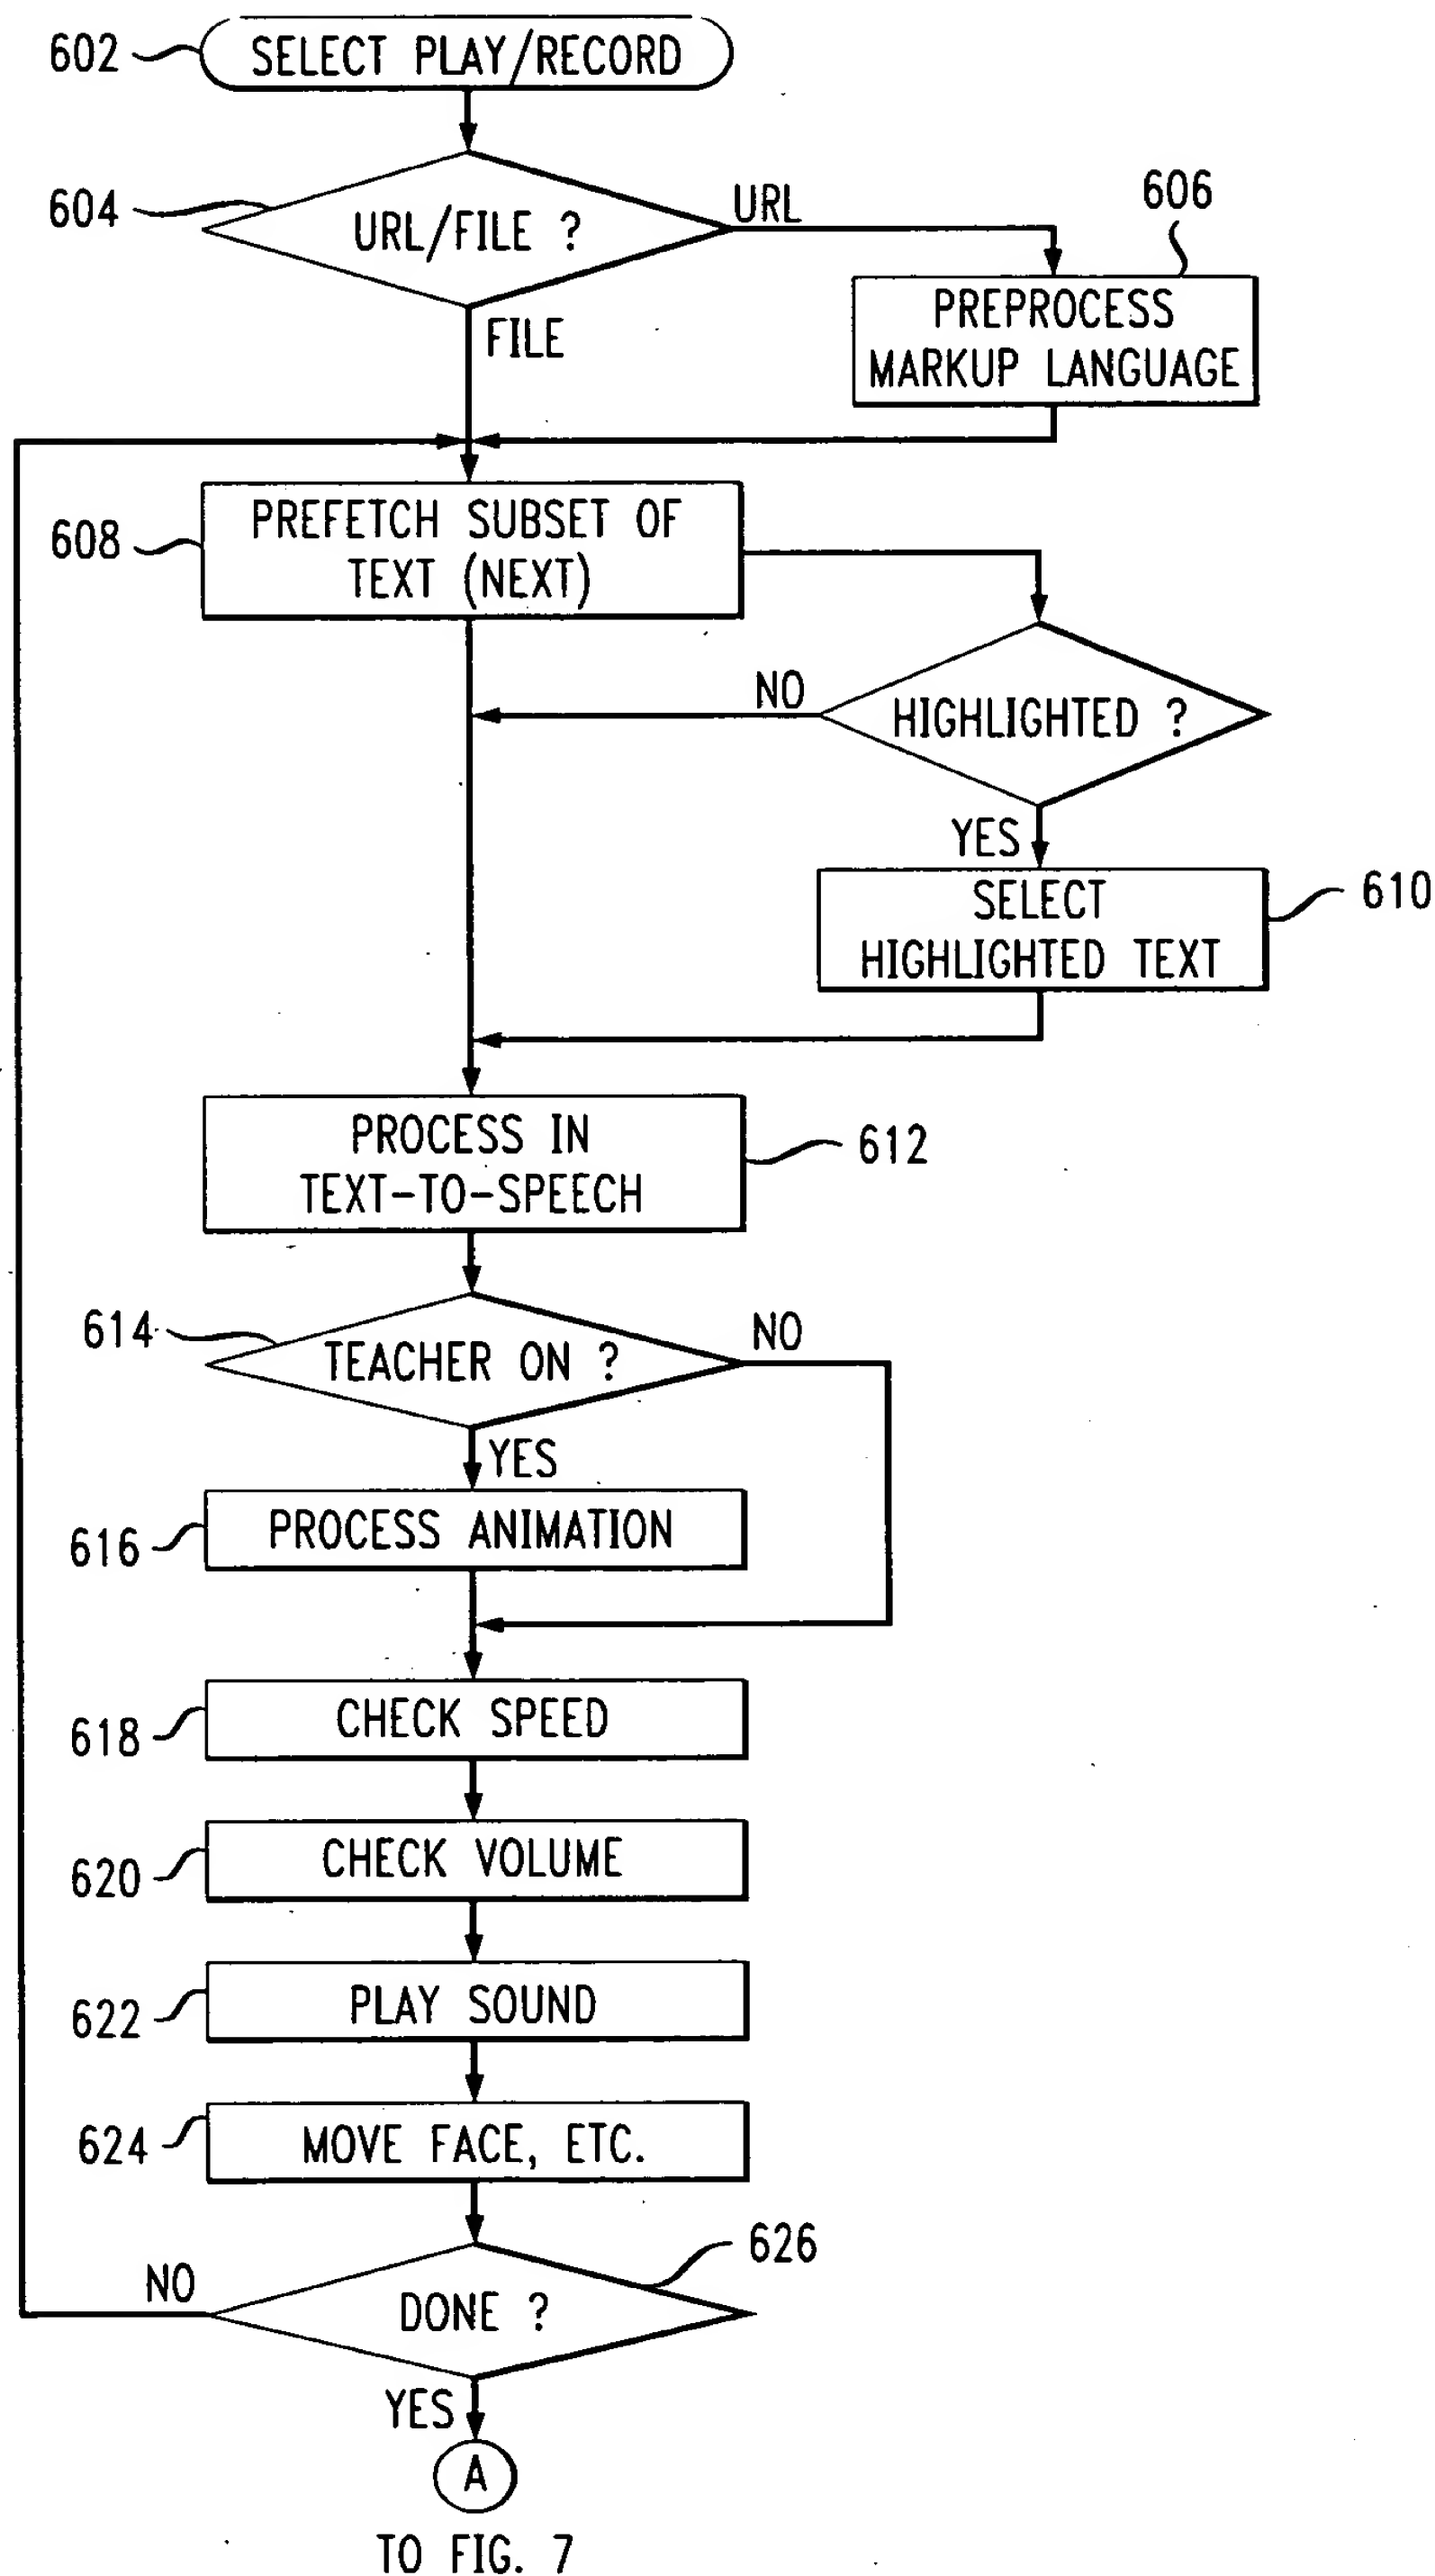 602
SELECT PLAY/RECORD
604
URL/FILE ?
URL
606
PREPROCESS
MARKUP LANGUAGE
FILE
608
PREFETCH SUBSET OF
TEXT (NEXT)
NO
HIGHLIGHTED ?
YES
SELECT
HIGHLIGHTED TEXT
610
PROCESS IN
TEXT-TO-SPEECH
612
614
TEACHER ON ?
NO
YES
616
PROCESS ANIMATION
618
CHECK SPEED
620
CHECK VOLUME
622
PLAY SOUND
624
MOVE FACE, ETC.
626
NO
DONE ?
YES
A
TO FIG. 7